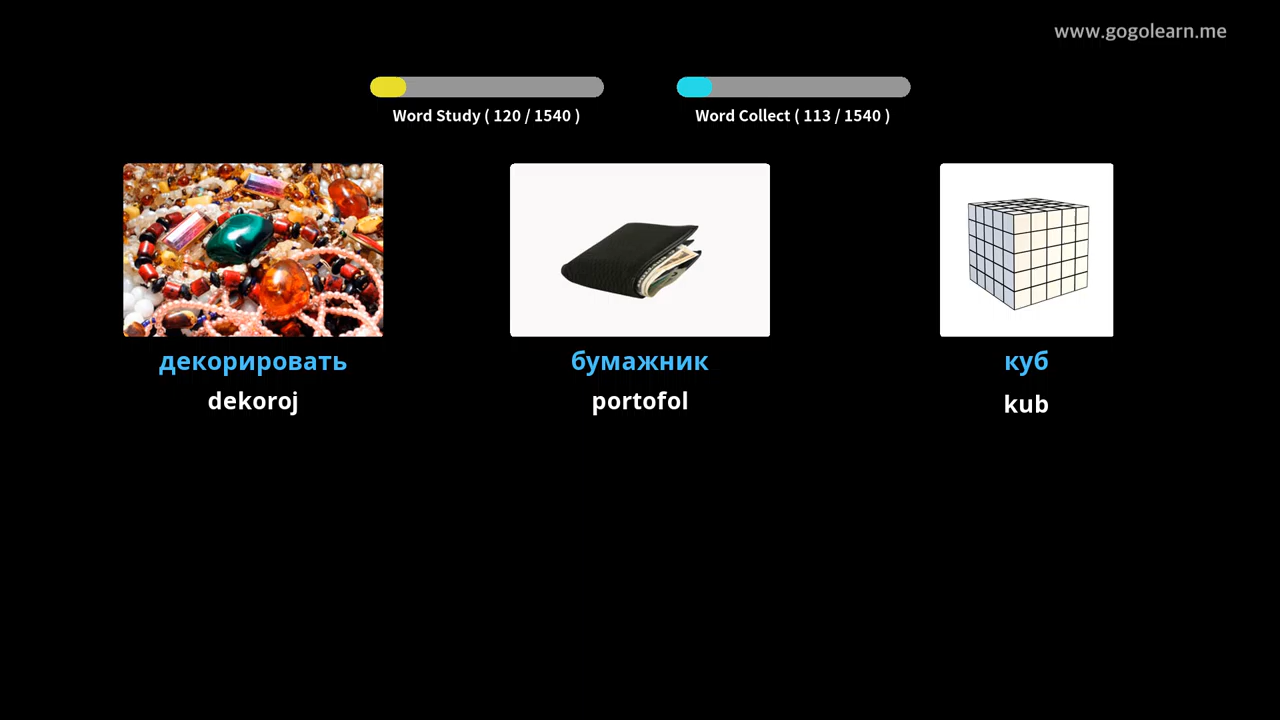 www.gogolearn.me
Word Study ( 120 / 1540 )
Word Collect ( 113 / 1540 )
декорировать
бумажник
куб
dekoroj
portofol
kub